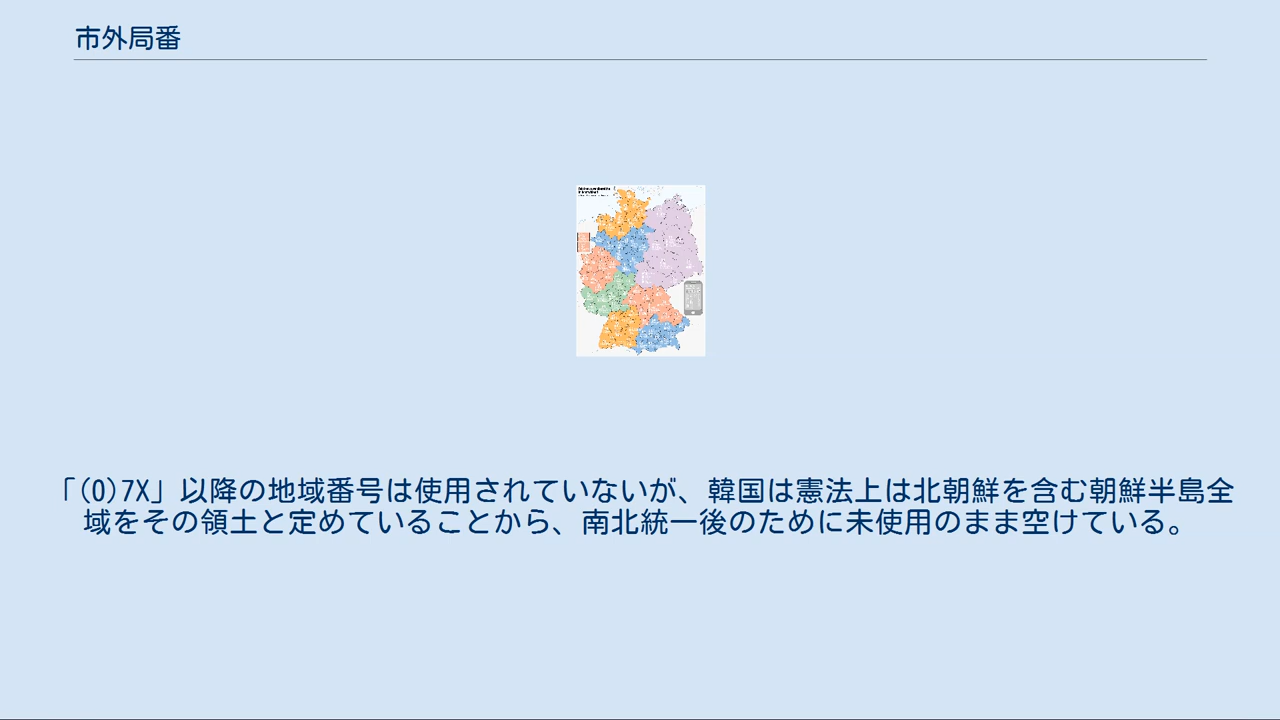 市外局番
「(0)7X」以降の地域番号は使用されていないが、韓国は憲法上は北朝鮮を含む朝鮮半島全
域をその領土と定めていることから、南北統一後のために未使用のまま空けている。